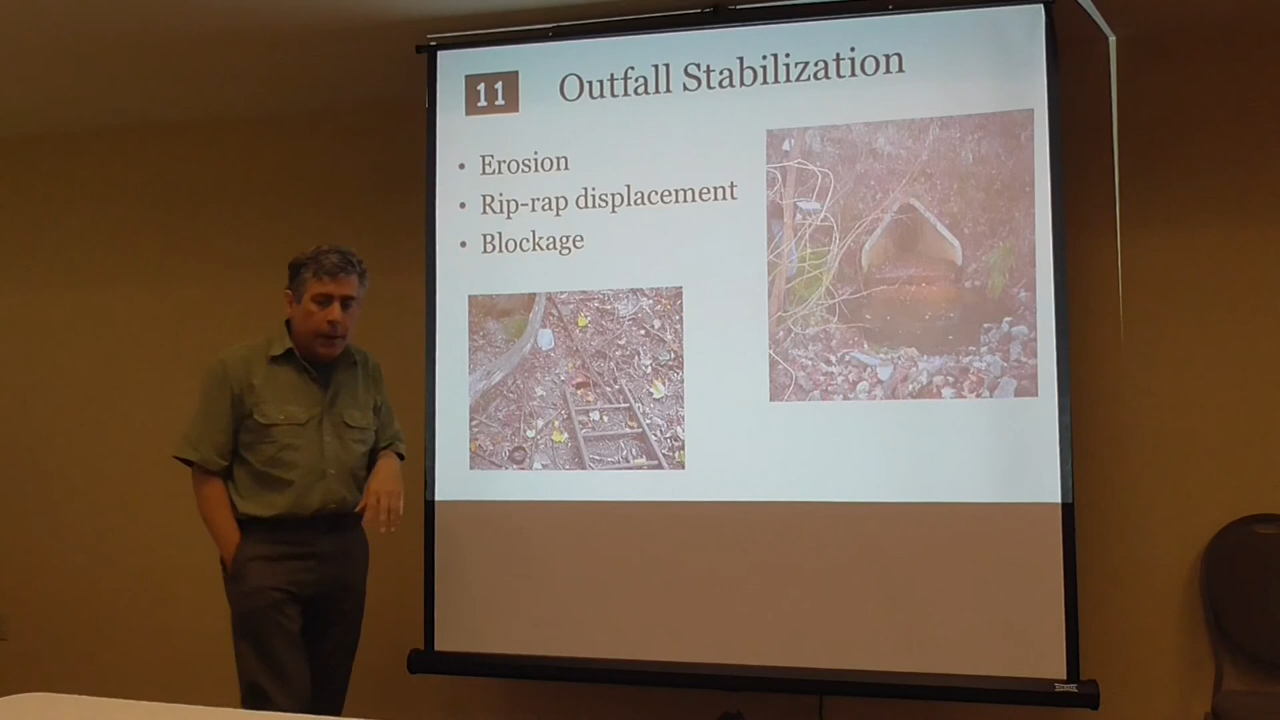 11
Outfall Stabilization
• Erosion
• Rip-rap displacement
• Blockage